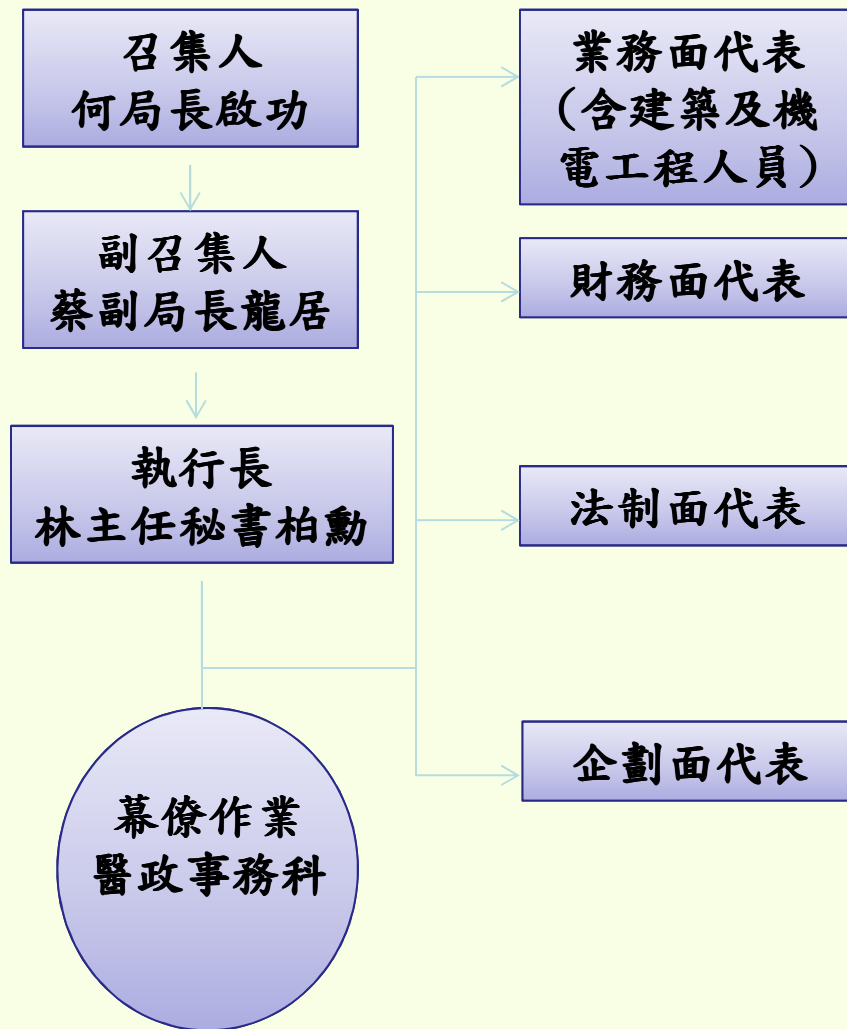 召集人
何局長啟功
副召集人
蔡副局長龍居
執行長
林主任秘書柏勳
幕僚作業
醫政事務科
業務面代表
(含建築及機
電工程人員)
財務面代表
法制面代表
企劃面代表